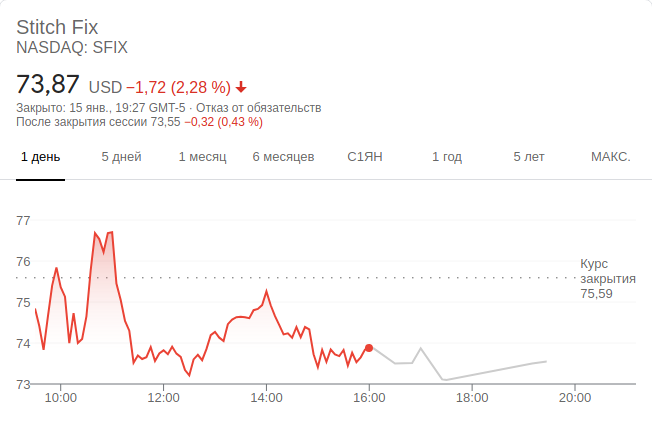 Stitch Fix
NASDAQ: SFIX
73,87 USD −1,72 (2,28 %)
Закрыто: 15 янв., 19:27 GMT-5 · Отказ от обязательств
После закрытия сессии 73,55 −0,32 (0,43 %)
1 день 5 дней 1 месяц 6 месяцев С1ЯН 1 год 5 лет МАКС.
77
76
75
74
73
Курс
закрытия
75,59
10:00 12:00 14:00 16:00 18:00 20:00